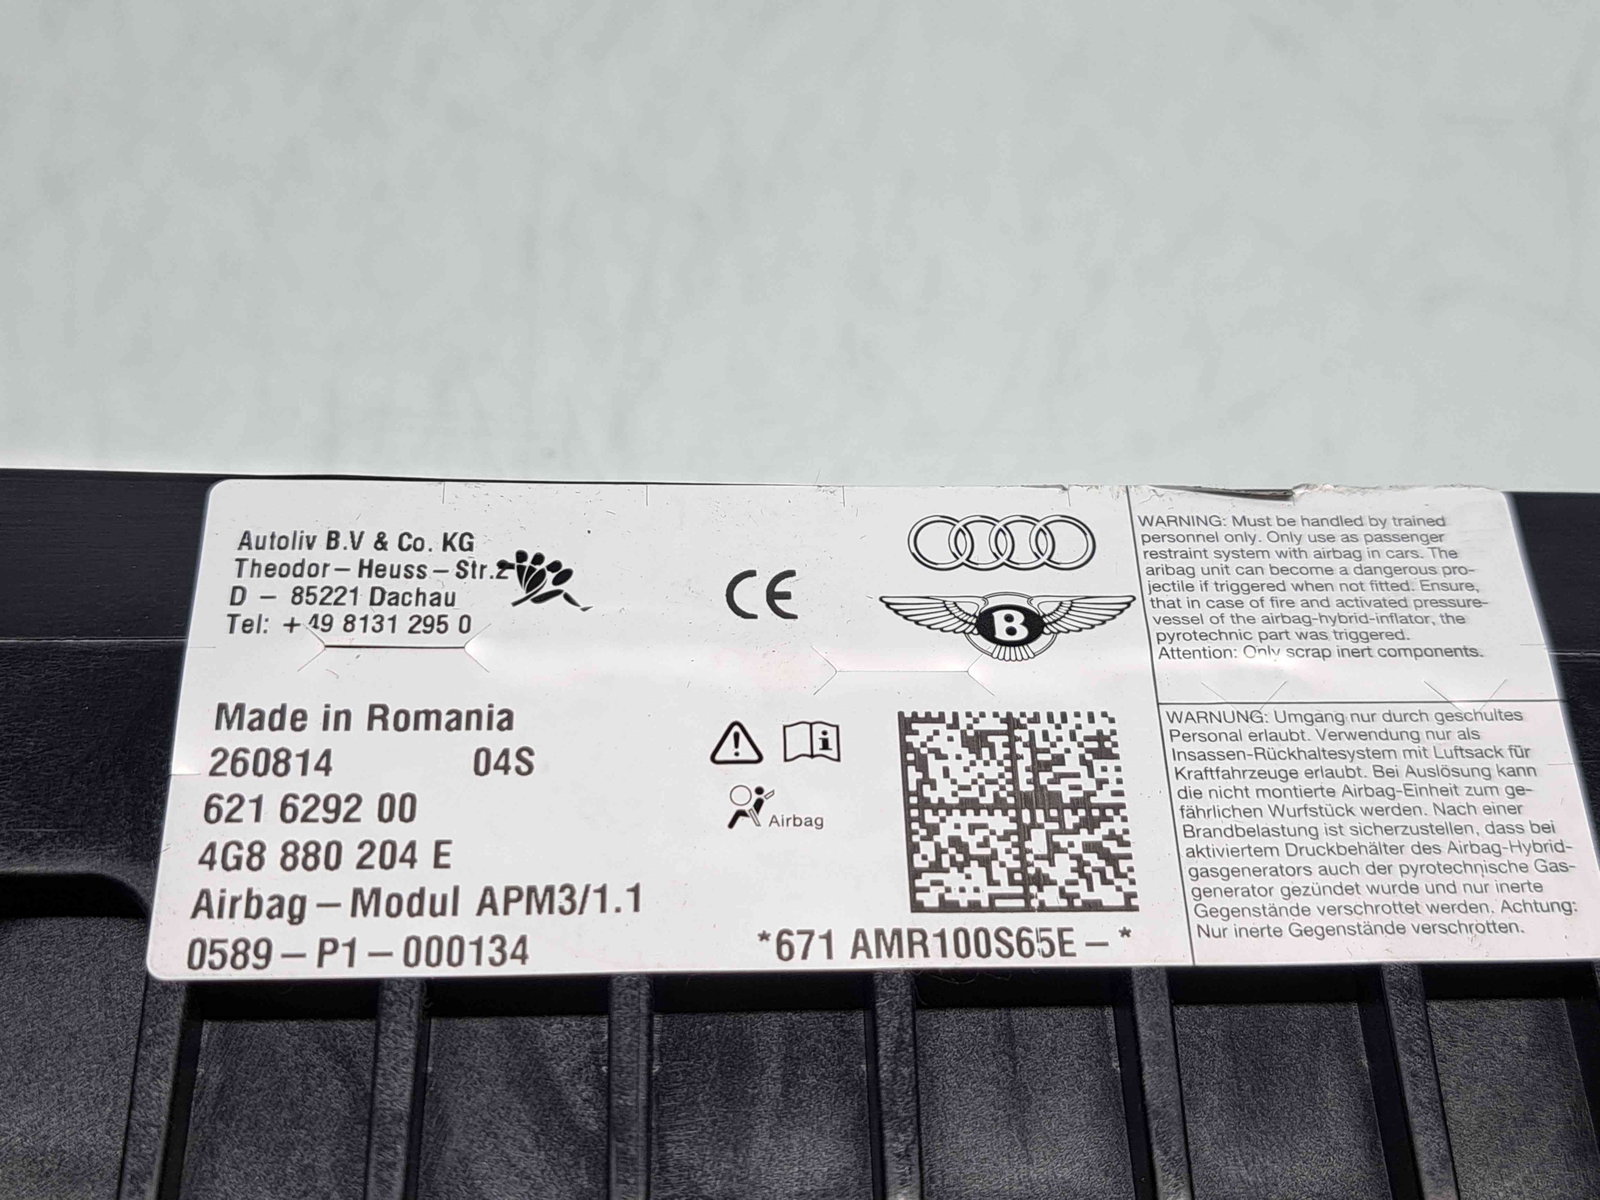 Autoliv B.V & Co. KG
Theodor-Heuss-Str.2
D - 85221 Dachau
Tel: +49 8131 295 0
CE
B
Made in Romania
260814 04S
621 6292 00
4G8 880 204 E
Airbag-Modul APM3/1.1
0589-P1-000134
Airbag
*671 AMR100S65E-*
WARNING: Must be handled by trained
personnel only. Only use as passenger
restraint system with airbag in cars. The
aribag unit can become a dangerous pro-
jectile if triggered when not fitted. Ensure,
that in case of fire and activated pressure-
vessel of the airbag-hybrid-inflator, the
pyrotechnic part was triggered.
Attention: Only scrap inert components.
WARNUNG: Umgang nur durch geschultes
Personal erlaubt. Verwendung nur als
Insassen-Rückhaltesystem mit Luftsack für
Kraftfahrzeuge erlaubt. Bei Auslösung kann
die nicht montierte Airbag-Einheit zum ge-
fährlichen Wurfstück werden. Nach einer
Brandbelastung ist sicherzustellen, dass bei
aktiviertem Druckbehälter des Airbag-Hybrid-
gasgenerators auch der pyrotechnische Gas-
generator gezündet wurde und nur inerte
Gegenstände verschrottet werden. Achtung:
Nur inerte Gegenstände verschrotten.